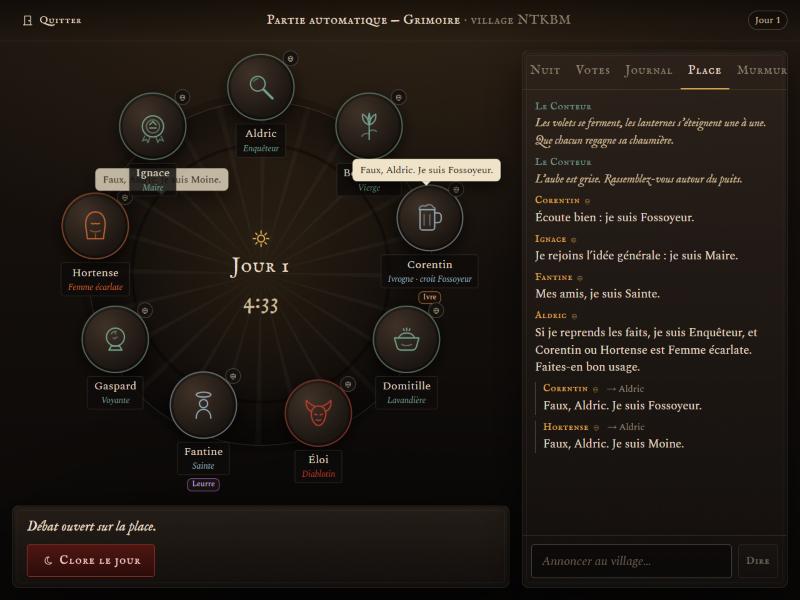 Quitter
Partie automatique — Grimoire · village NTKBM
Jour 1
Aldric
Enquêteur
Ignace
Maire
Faux,
uis Moine.
B
Vierge
Faux, Aldric. Je suis Fossoyeur.
Hortense
Femme écarlate
Corentin
Ivrogne · croit Fossoyeur
Ivre
Jour 1
4:33
Gaspard
Voyante
Domitille
Lavandière
Fantine
Sainte
Leurre
Éloi
Diablotin
Débat ouvert sur la place.
Clore le jour
Nuit Votes Journal Place Murmur
Le Conteur
Les volets se ferment, les lanternes s'éteignent une à une.
Que chacun regagne sa chaumière.
Le Conteur
L'aube est grise. Rassemblez-vous autour du puits.
Corentin
Écoute bien : je suis Fossoyeur.
Ignace
Je rejoins l'idée générale : je suis Maire.
Fantine
Mes amis, je suis Sainte.
Aldric
Si je reprends les faits, je suis Enquêteur, et
Corentin ou Hortense est Femme écarlate.
Faites-en bon usage.
Corentin → Aldric
Faux, Aldric. Je suis Fossoyeur.
Hortense → Aldric
Faux, Aldric. Je suis Moine.
Annoncer au village…
Dire